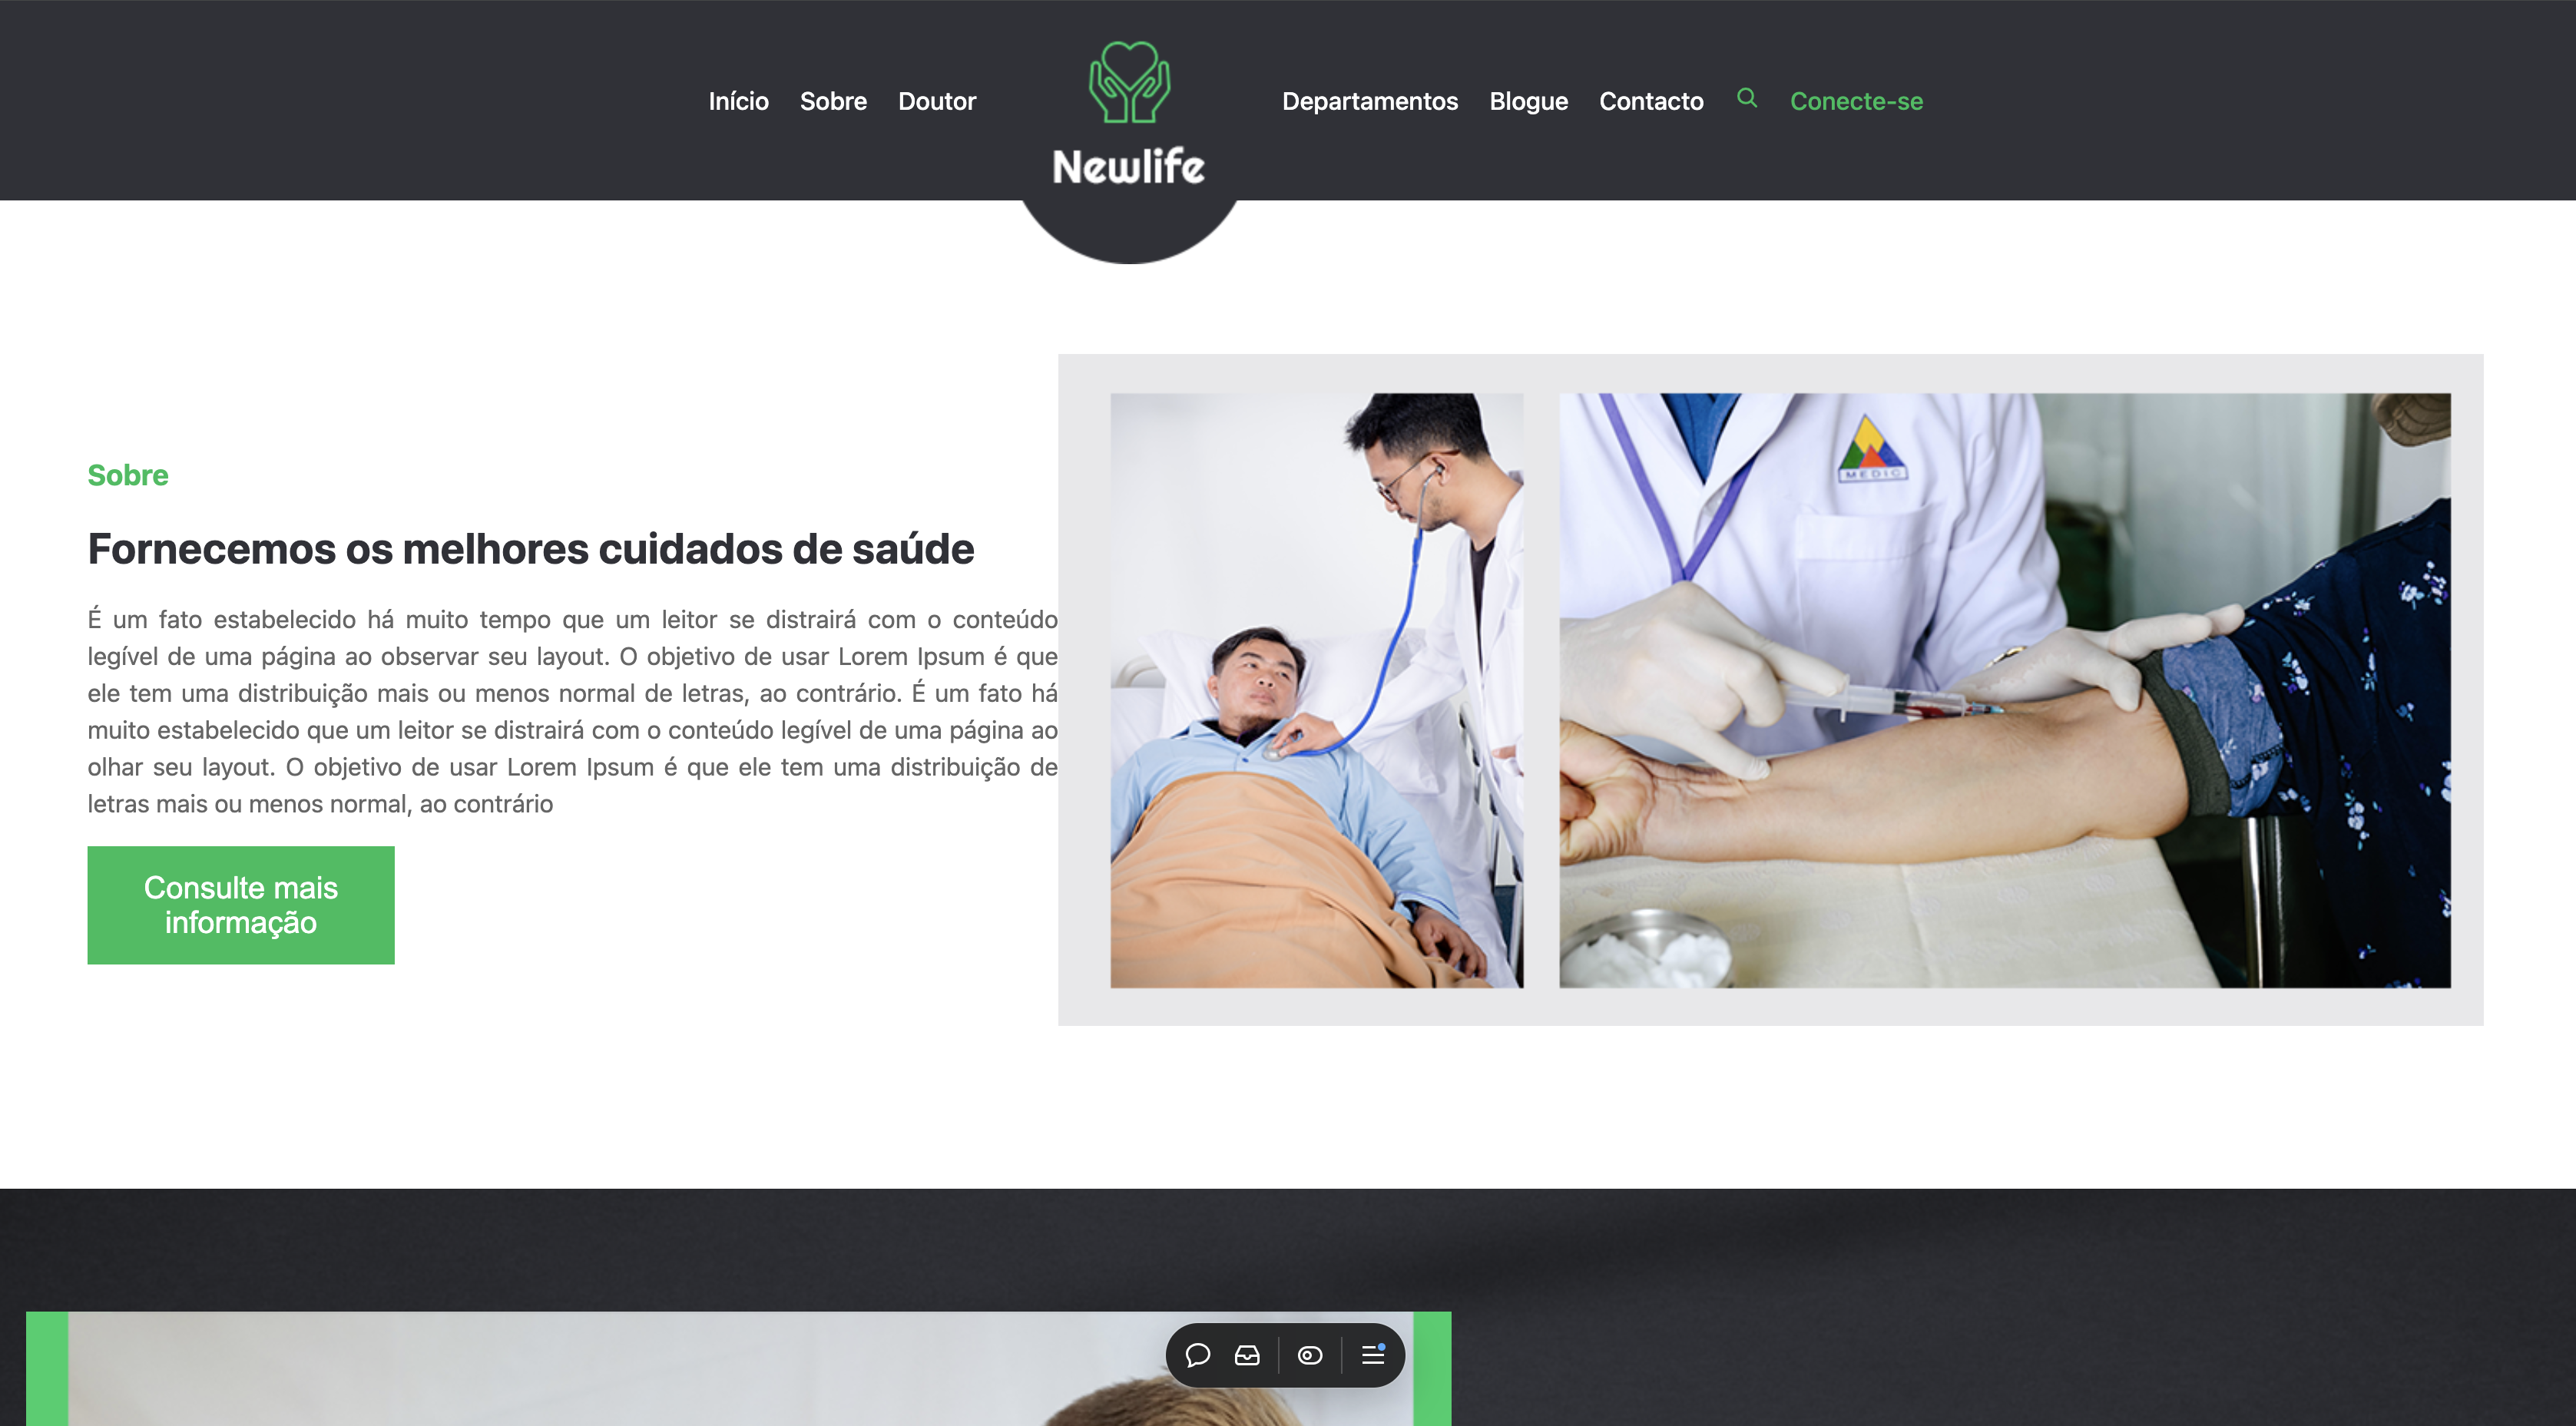 Início Sobre Doutor
Newlife
Departamentos Blogue Contacto Conecte-se
Sobre
Fornecemos os melhores cuidados de saúde
É um fato estabelecido há muito tempo que um leitor se distrairá com o conteúdo
legível de uma página ao observar seu layout. O objetivo de usar Lorem Ipsum é que
ele tem uma distribuição mais ou menos normal de letras, ao contrário. É um fato há
muito estabelecido que um leitor se distrairá com o conteúdo legível de uma página ao
olhar seu layout. O objetivo de usar Lorem Ipsum é que ele tem uma distribuição de
letras mais ou menos normal, ao contrário
Consulte mais
informação
MEDIC